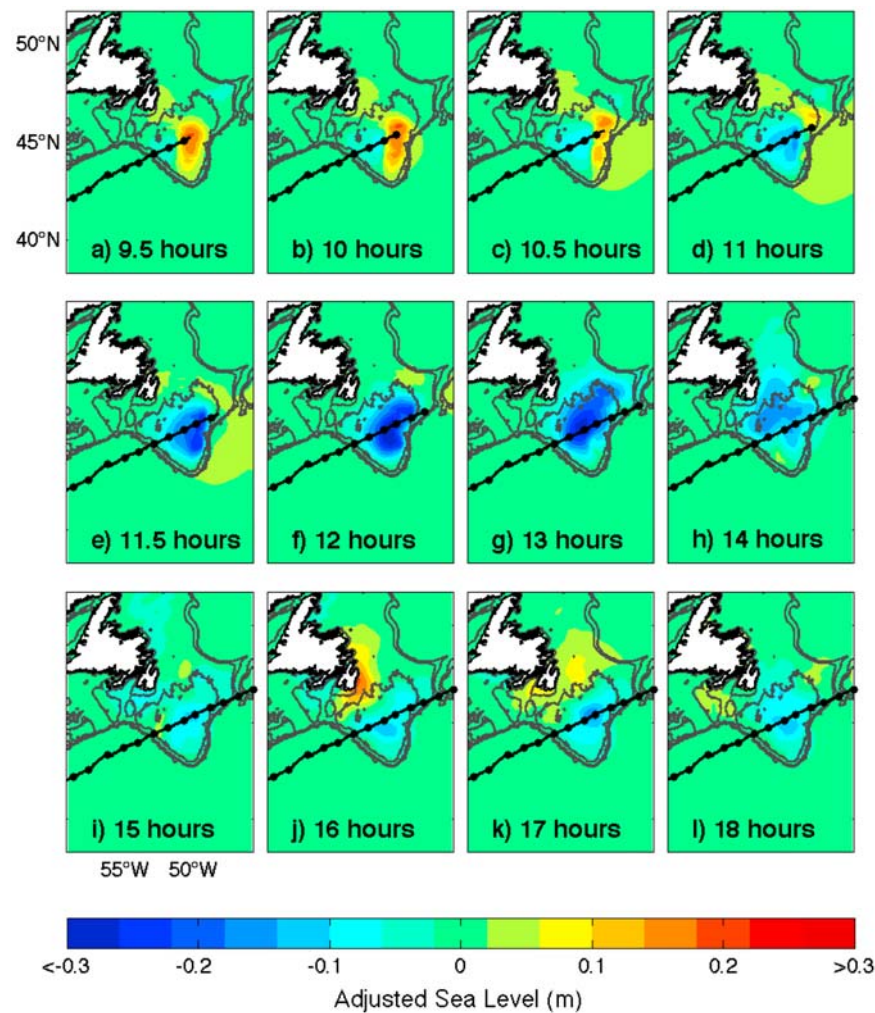 50°N
45°N
40°N
a) 9.5 hours
b) 10 hours
c) 10.5 hours
d) 11 hours
e) 11.5 hours
f) 12 hours
g) 13 hours
h) 14 hours
i) 15 hours
j) 16 hours
k) 17 hours
l) 18 hours
55°W 50°W
<-0.3 -0.2 -0.1 0 0.1 0.2 >0.3
Adjusted Sea Level (m)